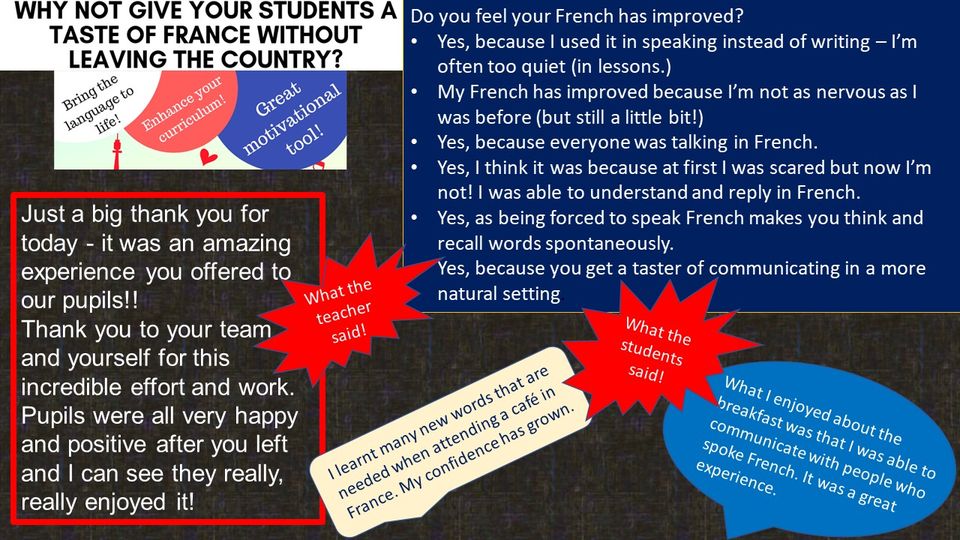 WHY NOT GIVE YOUR STUDENTS A
TASTE OF FRANCE WITHOUT
LEAVING THE COUNTRY?
Bring the
language to
life!
Enhance your
curriculum!
Great
motivational
tool!
Do you feel your French has improved?
• Yes, because I used it in speaking instead of writing – I'm
often too quiet (in lessons.)
• My French has improved because I'm not as nervous as I
was before (but still a little bit!)
• Yes, because everyone was talking in French.
• Yes, I think it was because at first I was scared but now I'm
not! I was able to understand and reply in French.
• Yes, as being forced to speak French makes you think and
recall words spontaneously.
Yes, because you get a taster of communicating in a more
natural setting.
Just a big thank you for
today - it was an amazing
experience you offered to
our pupils!!
Thank you to your team
and yourself for this
incredible effort and work.
Pupils were all very happy
and positive after you left
and I can see they really,
really enjoyed it!
What the
teacher
said!
What the
students
said!
I learnt many new words that are
needed when attending a café in
France. My confidence has grown.
What I enjoyed about the
breakfast was that I was able to
communicate with people who
spoke French. It was a great
experience.